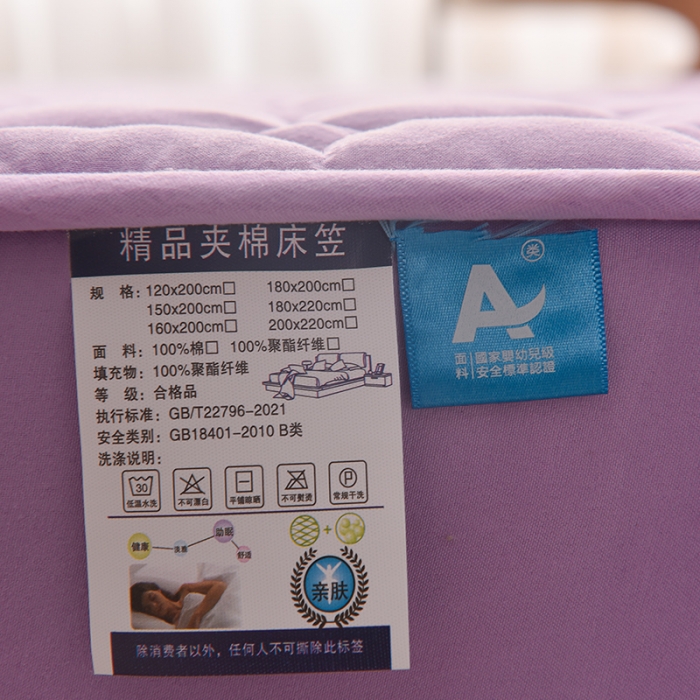 精品夹棉床笠
规 格：120x200cm□ 180x200cm□
150x200cm□ 180x220cm□
160x200cm□ 200x220cm□
面 料：100%棉□ 100%聚酯纤维□
填充物：100%聚酯纤维
等 级：合格品
执行标准：GB/T22796-2021
安全类别：GB18401-2010 B类
洗涤说明：
30 P
低温水洗 不可漂白 平铺晾晒 不可熨烫 常规干洗
健康 助眠 舒适
+
亲肤
除消费者以外，任何人不可撕除此标签
A 类
面料 國家嬰幼兒級
安全標準認證